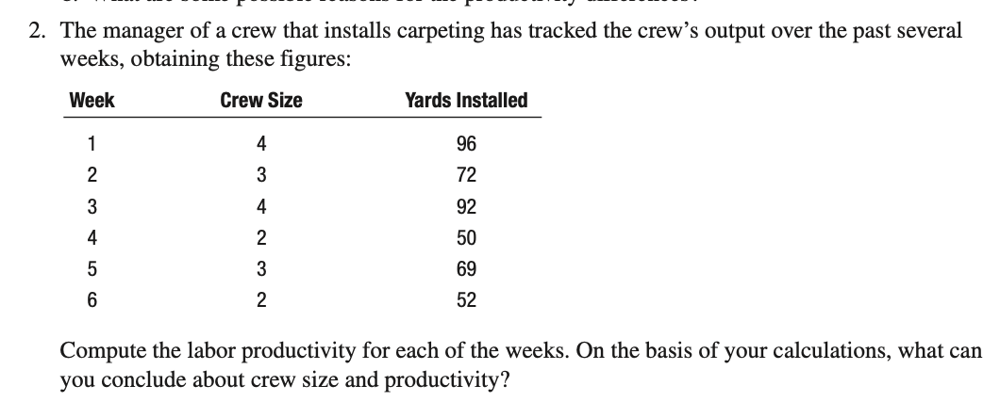 2. The manager of a crew that installs carpeting has tracked the crew’s output over the past several
weeks, obtaining these figures:
Week Crew Size Yards Installed
1 4 96
2 3 72
3 4 92
4 2 50
5 3 69
6 2 52
Compute the labor productivity for each of the weeks. On the basis of your calculations, what can
you conclude about crew size and productivity?